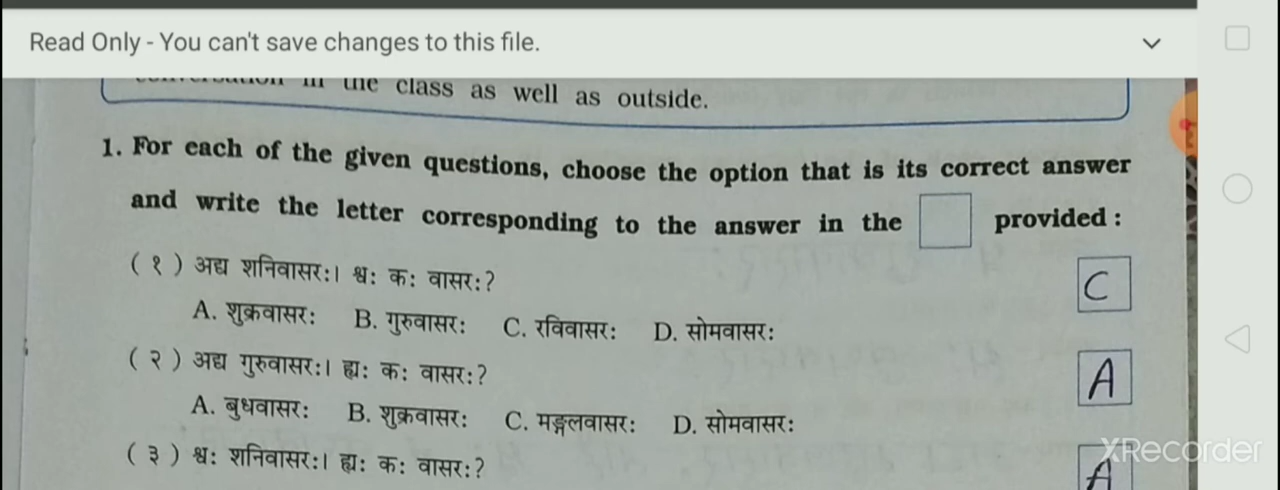 Read Only - You can't save changes to this file.
conversation in the class as well as outside.
1. For each of the given questions, choose the option that is its correct answer
and write the letter corresponding to the answer in the provided :
( १ ) अद्य शनिवासरः। श्वः कः वासरः?
C
A. शुक्रवासरः B. गुरुवासरः C. रविवासरः D. सोमवासरः
( २ ) अद्य गुरुवासरः। ह्यः कः वासरः?
A
A. बुधवासरः B. शुक्रवासरः C. मङ्गलवासरः D. सोमवासरः
( ३ ) श्वः शनिवासरः। ह्यः कः वासरः?
A
XRecorder